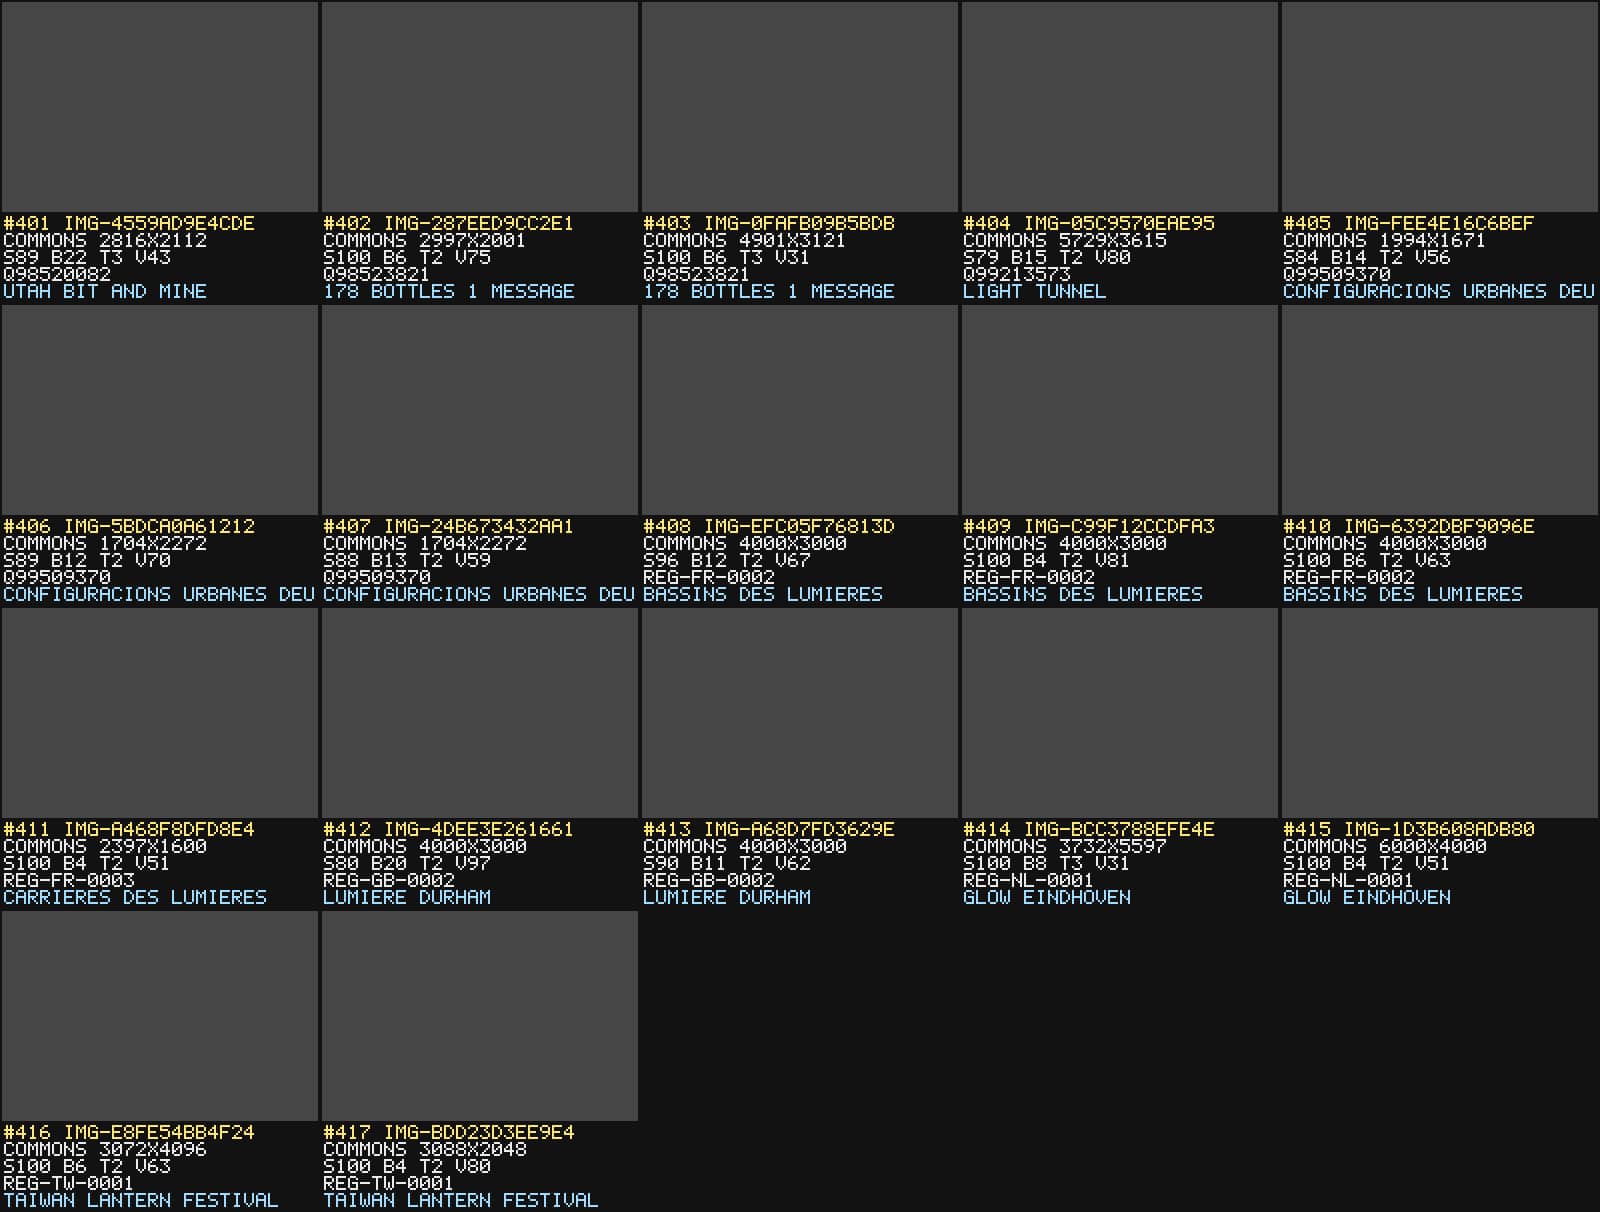 #401 IMG-4559AD9E4CDE
COMMONS 2816X2112
S89 B22 T3 V43
Q98520082
UTAH BIT AND MINE
#402 IMG-287EED9CC2E1
COMMONS 2997X2001
S100 B6 T2 V75
Q98523821
178 BOTTLES 1 MESSAGE
#403 IMG-0FAFB09B5BDB
COMMONS 4901X3121
S100 B6 T3 V31
Q98523821
178 BOTTLES 1 MESSAGE
#404 IMG-05C9570EAE95
COMMONS 5729X3615
S79 B15 T2 V80
Q99213573
LIGHT TUNNEL
#405 IMG-FEE4E16C6BEF
COMMONS 1994X1671
S84 B14 T2 V56
Q99509370
CONFIGURACIONS URBANES DEU
#406 IMG-5BDCA0A61212
COMMONS 1704X2272
S89 B12 T2 V70
Q99509370
CONFIGURACIONS URBANES DEU
#407 IMG-24B673432AA1
COMMONS 1704X2272
S88 B13 T2 V59
Q99509370
CONFIGURACIONS URBANES DEU
#408 IMG-EFC05F76813D
COMMONS 4000X3000
S96 B12 T2 V67
REG-FR-0002
BASSINS DES LUMIERES
#409 IMG-C99F12CCDFA3
COMMONS 4000X3000
S100 B4 T2 V81
REG-FR-0002
BASSINS DES LUMIERES
#410 IMG-6392DBF9096E
COMMONS 4000X3000
S100 B6 T2 V63
REG-FR-0002
BASSINS DES LUMIERES
#411 IMG-A468F8DFD8E4
COMMONS 2397X1600
S100 B4 T2 V51
REG-FR-0003
CARRIERES DES LUMIERES
#412 IMG-4DEE3E261661
COMMONS 4000X3000
S80 B20 T2 V97
REG-GB-0002
LUMIERE DURHAM
#413 IMG-A68D7FD3629E
COMMONS 4000X3000
S90 B11 T2 V62
REG-GB-0002
LUMIERE DURHAM
#414 IMG-BCC3788EFE4E
COMMONS 3732X5597
S100 B8 T3 V31
REG-NL-0001
GLOW EINDHOVEN
#415 IMG-1D3B608ADB80
COMMONS 6000X4000
S100 B4 T2 V51
REG-NL-0001
GLOW EINDHOVEN
#416 IMG-E8FE54BB4F24
COMMONS 3072X4096
S100 B6 T2 V63
REG-TW-0001
TAIWAN LANTERN FESTIVAL
#417 IMG-BDD23D3EE9E4
COMMONS 3088X2048
S100 B4 T2 V80
REG-TW-0001
TAIWAN LANTERN FESTIVAL